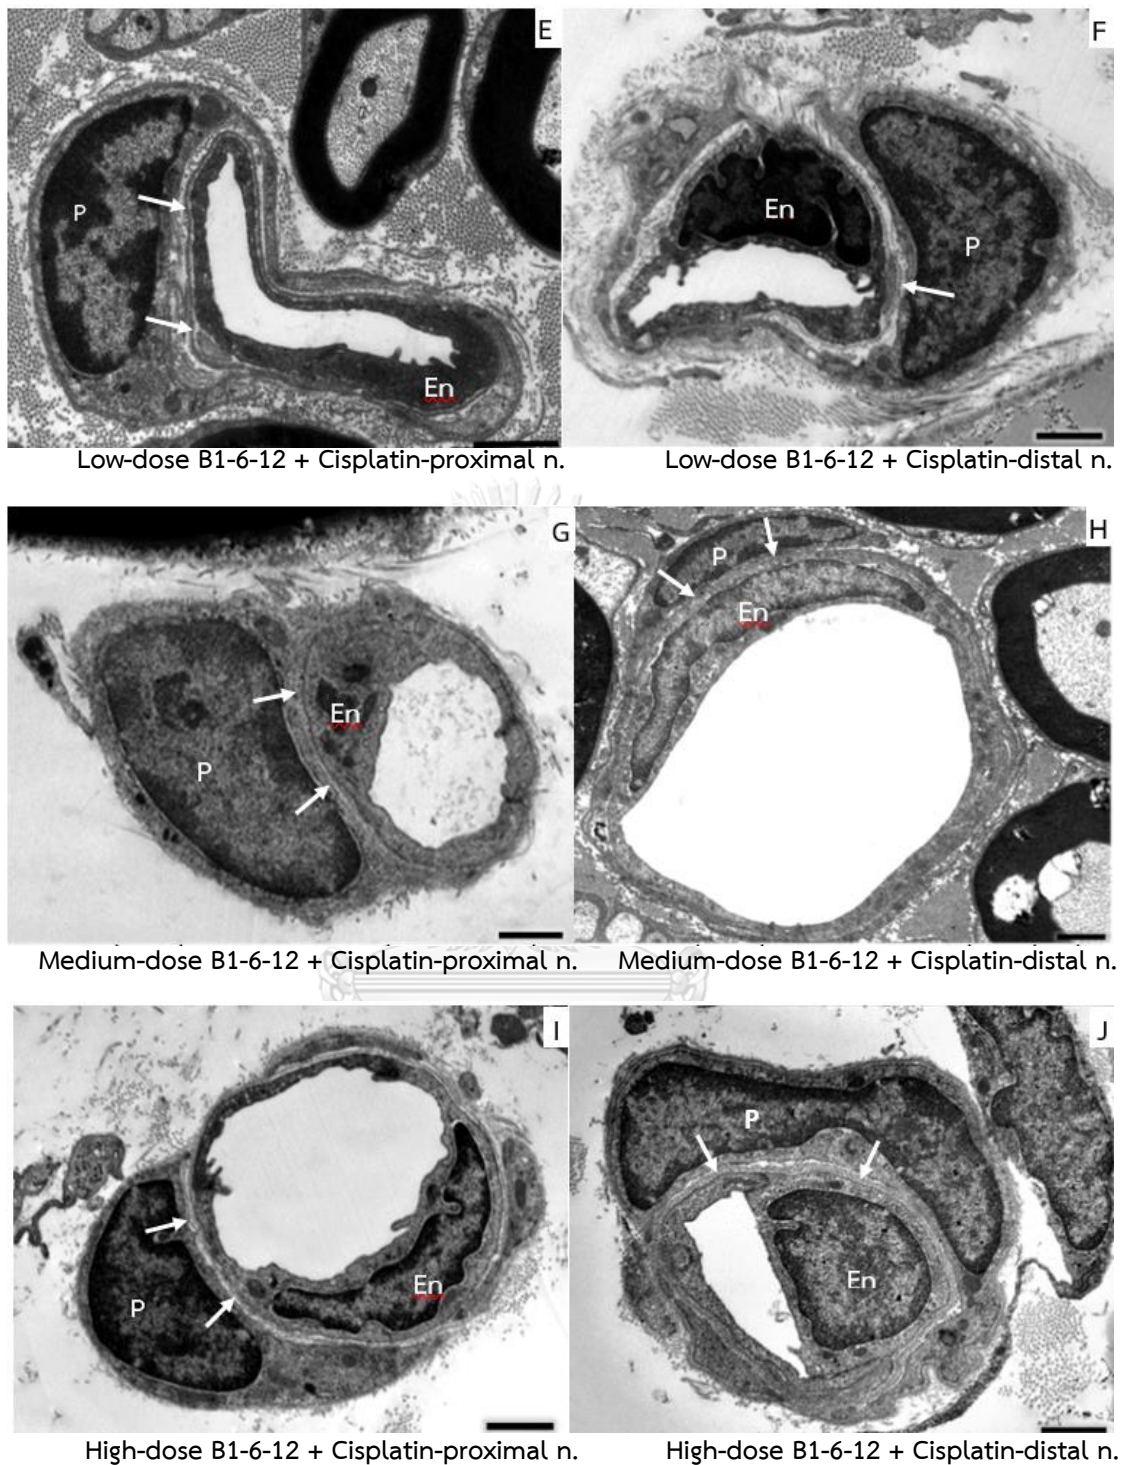 E
F
P
En
En
P
Low-dose B1-6-12 + Cisplatin-proximal n.
Low-dose B1-6-12 + Cisplatin-distal n.
G
H
P
En
En
P
Medium-dose B1-6-12 + Cisplatin-proximal n.
Medium-dose B1-6-12 + Cisplatin-distal n.
I
J
P
En
En
P
High-dose B1-6-12 + Cisplatin-proximal n.
High-dose B1-6-12 + Cisplatin-distal n.